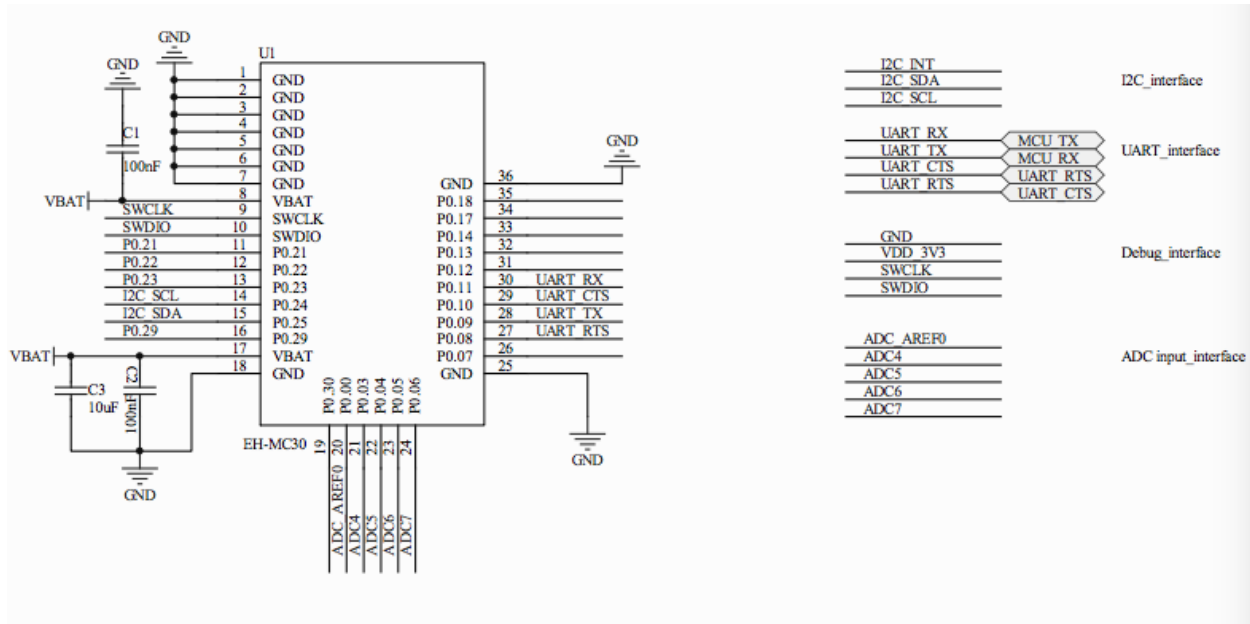 GND
GND
U1
1 GND
2 GND
3 GND
4 GND
5 GND
6 GND
7 GND
C1
100nF
VBAT 8 VBAT
SWCLK 9 SWCLK
SWDIO 10 SWDIO
P0.21 11 P0.21
P0.22 12 P0.22
P0.23 13 P0.23
I2C_SCL 14 P0.24
I2C_SDA 15 P0.25
P0.29 16 P0.29
VBAT 17 VBAT
18 GND
C3
10uF
C2
100nF
GND
EH-MC30
GND
GND 36
P0.18 35
P0.17 34
P0.14 33
P0.13 32
P0.12 31
P0.11 30 UART_RX
P0.10 29 UART_CTS
P0.09 28 UART_TX
P0.08 27 UART_RTS
P0.07 26
GND 25
GND
P0.30 19
P0.00 20 ADC_AREF0
P0.03 21 ADC4
P0.04 22 ADC5
P0.05 23 ADC6
P0.06 24 ADC7
I2C_INT
I2C_SDA
I2C_SCL
I2C_interface
UART_RX MCU_TX
UART_TX MCU_RX
UART_CTS UART_RTS
UART_RTS UART_CTS
UART_interface
GND
VDD_3V3
SWCLK
SWDIO
Debug_interface
ADC_AREF0
ADC4
ADC5
ADC6
ADC7
ADC input_interface